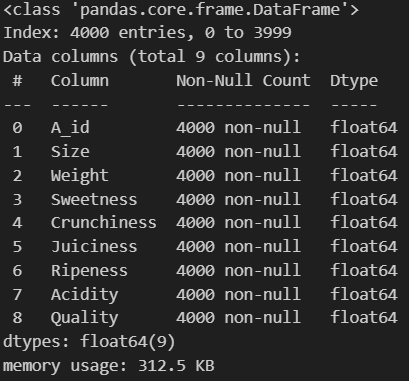 <class 'pandas.core.frame.DataFrame'>
Index: 4000 entries, 0 to 3999
Data columns (total 9 columns):
 #   Column       Non-Null Count  Dtype
---  ------       --------------  -----
 0   A_id         4000 non-null   float64
 1   Size         4000 non-null   float64
 2   Weight       4000 non-null   float64
 3   Sweetness    4000 non-null   float64
 4   Crunchiness  4000 non-null   float64
 5   Juiciness    4000 non-null   float64
 6   Ripeness     4000 non-null   float64
 7   Acidity      4000 non-null   float64
 8   Quality      4000 non-null   float64
dtypes: float64(9)
memory usage: 312.5 KB